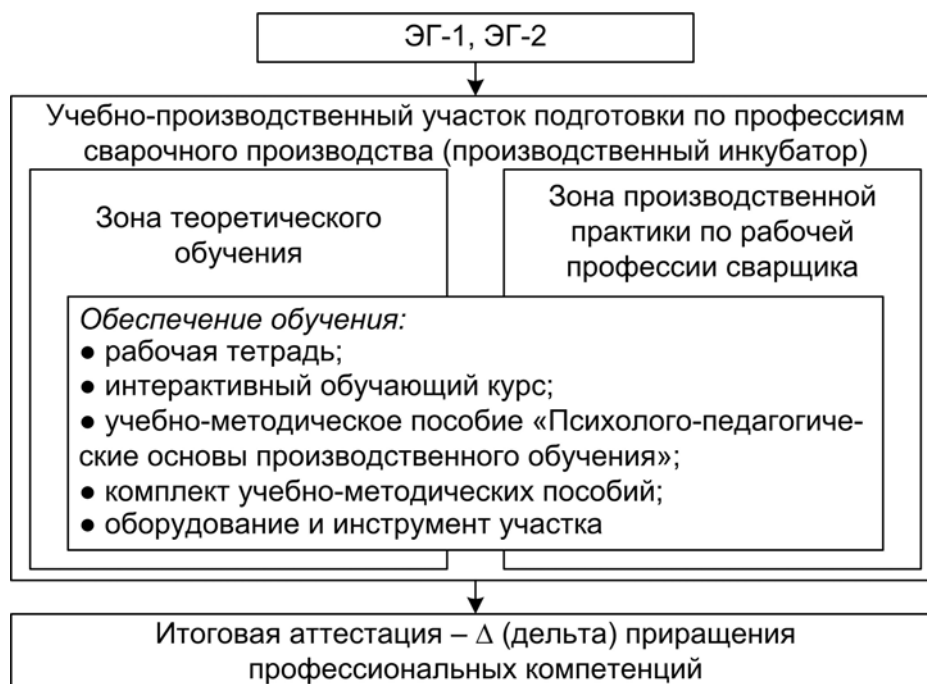 ЭГ-1, ЭГ-2
Учебно-производственный участок подготовки по профессиям
сварочного производства (производственный инкубатор)
Зона теоретического
обучения
Зона производственной
практики по рабочей
профессии сварщика
Обеспечение обучения:
● рабочая тетрадь;
● интерактивный обучающий курс;
● учебно-методическое пособие «Психолого-педагогиче-
ские основы производственного обучения»;
● комплект учебно-методических пособий;
● оборудование и инструмент участка
Итоговая аттестация – Δ (дельта) приращения
профессиональных компетенций